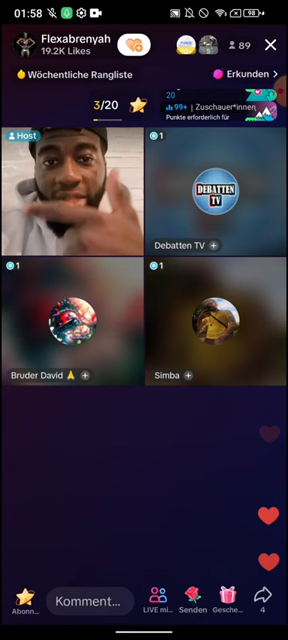 01:58
98
Flexabrenyah
19.2K Likes
89
Wöchentliche Rangliste
Erkunden >
3/20
20
99+ | Zuschauer*innen
Punkte erforderlich für
Host
1
DEBATTEN
TV
Debatten TV +
1
Bruder David 🙏 +
1
Simba +
Abonn...
Komment...
LIVE mi...
Senden
Gesche...
4